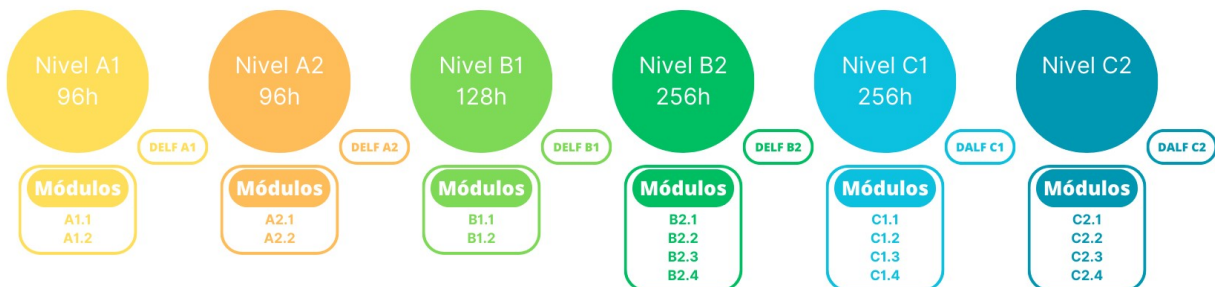 Nivel A1
96h
DELF A1
Módulos
A1.1
A1.2
Nivel A2
96h
DELF A2
Módulos
A2.1
A2.2
Nivel B1
128h
DELF B1
Módulos
B1.1
B1.2
Nivel B2
256h
DELF B2
Módulos
B2.1
B2.2
B2.3
B2.4
Nivel C1
256h
DALF C1
Módulos
C1.1
C1.2
C1.3
C1.4
Nivel C2
DALF C2
Módulos
C2.1
C2.2
C2.3
C2.4